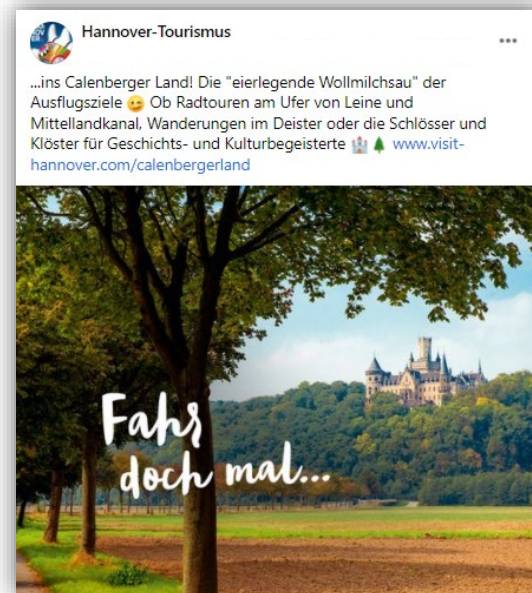 Hannover-Tourismus
...ins Calenberger Land! Die "eierlegende Wollmilchsau" der
Ausflugsziele 😉 Ob Radtouren am Ufer von Leine und
Mittellandkanal, Wanderungen im Deister oder die Schlösser und
Klöster für Geschichts- und Kulturbegeisterte 🏰🌲 www.visit-
hannover.com/calenbergerland
Fahr
doch mal...